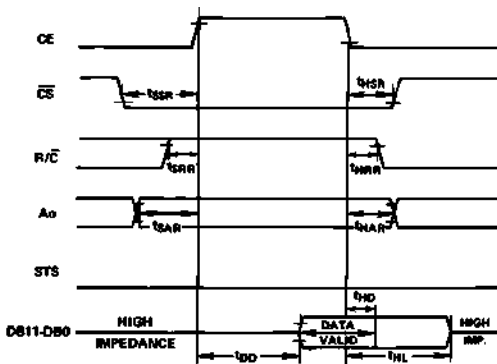 CE
CS
tSSR
tHSR
R/C
tSRR
tHRR
Ao
tSAR
tHAR
STS
tHD
DB11-DB0
HIGH
IMPEDANCE
DATA
VALID
HIGH
IMP.
tDD
tHL